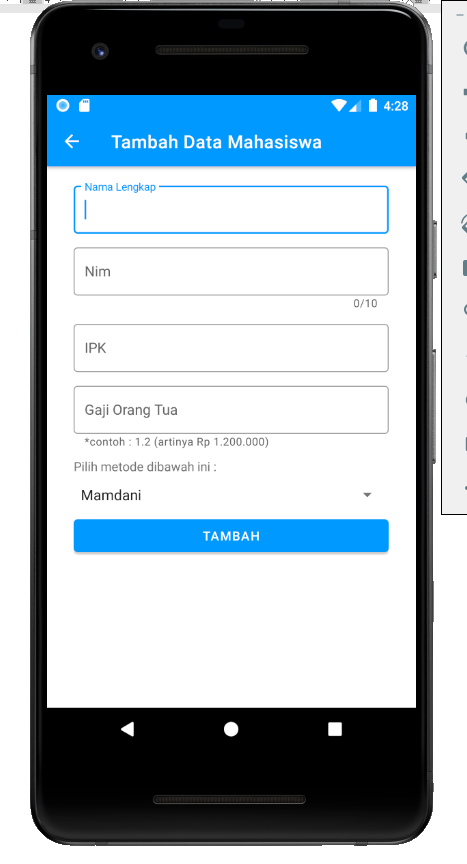 4:28
Tambah Data Mahasiswa
Nama Lengkap
Nim
0/10
IPK
Gaji Orang Tua
*contoh : 1.2 (artinya Rp 1.200.000)
Pilih metode dibawah ini :
Mamdani
TAMBAH